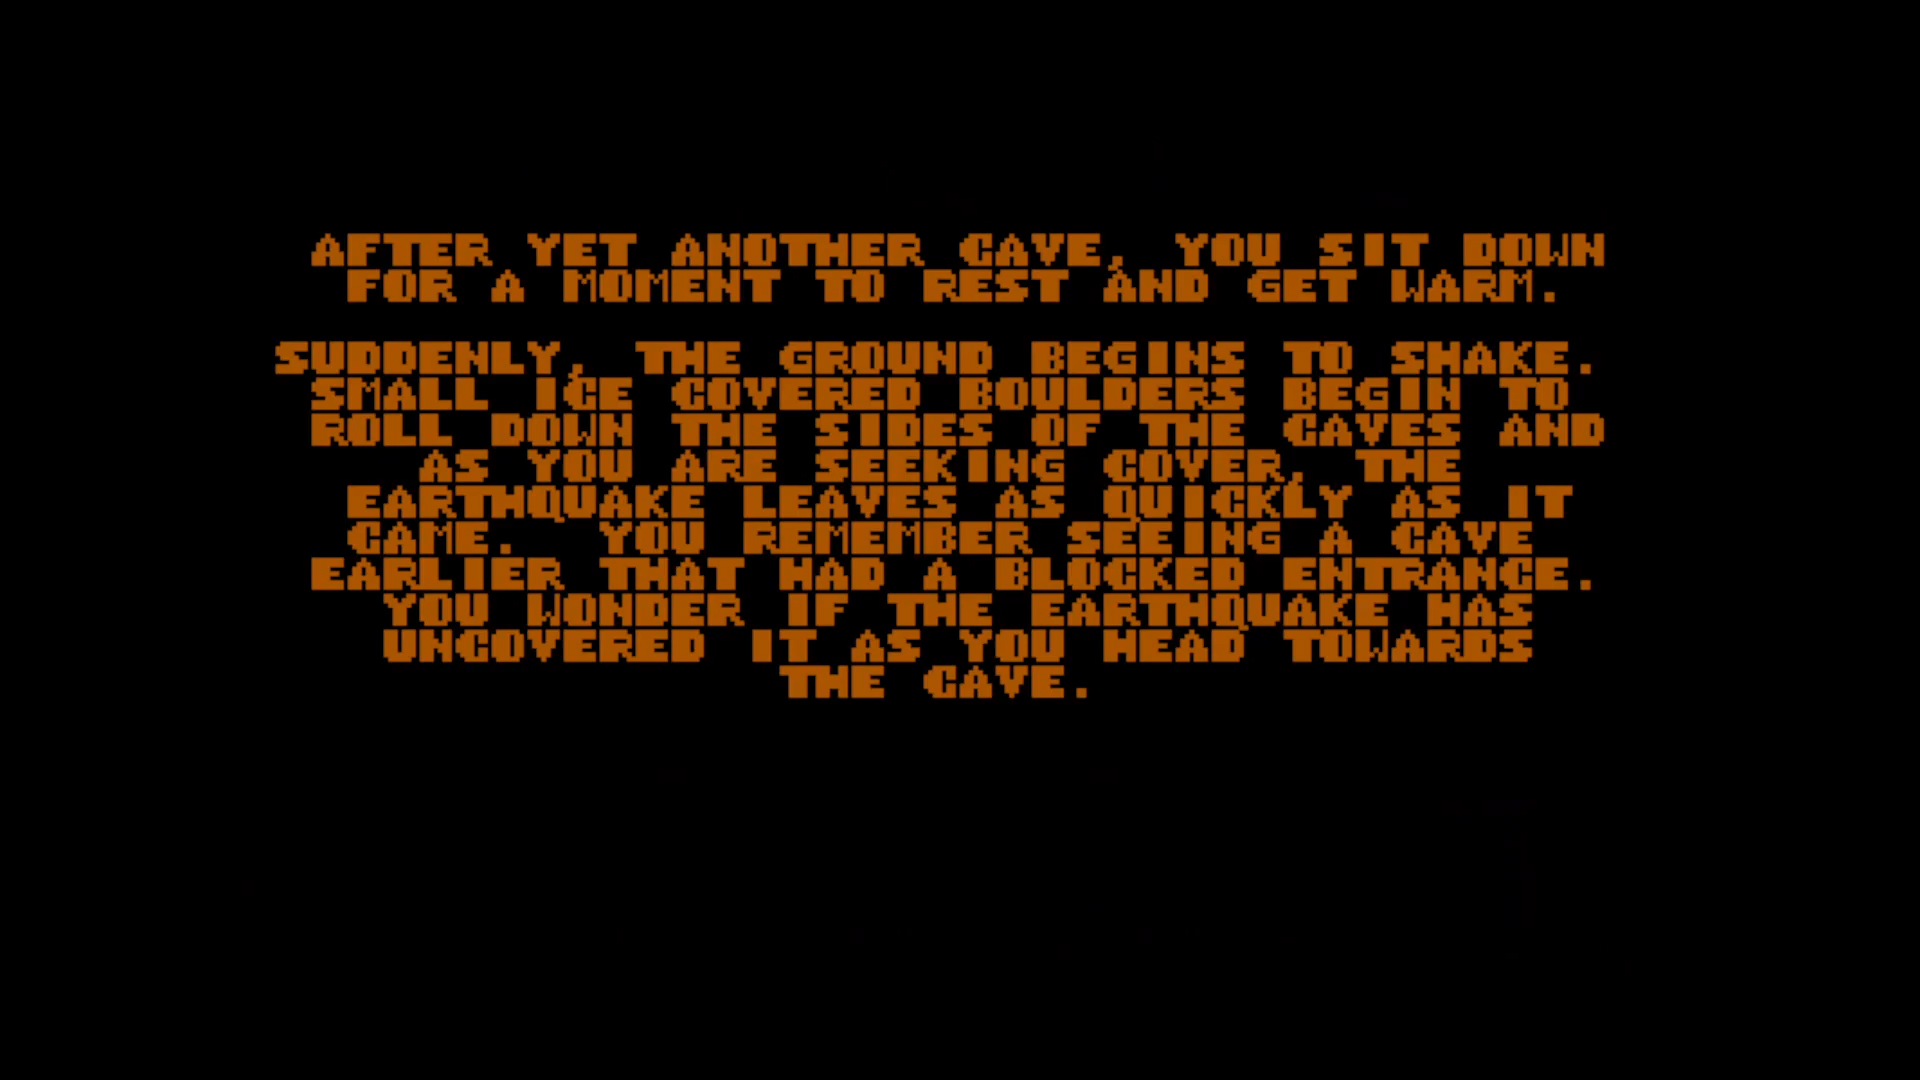 AFTER YET ANOTHER CAVE, YOU SIT DOWN
FOR A MOMENT TO REST AND GET WARM.
SUDDENLY, THE GROUND BEGINS TO SHAKE.
SMALL ICE COVERED BOULDERS BEGIN TO
ROLL DOWN THE SIDES OF THE CAVES AND
AS YOU ARE SEEKING COVER, THE
EARTHQUAKE LEAVES AS QUICKLY AS IT
CAME. YOU REMEMBER SEEING A CAVE
EARLIER THAT HAD A BLOCKED ENTRANCE.
YOU WONDER IF THE EARTHQUAKE HAS
UNCOVERED IT AS YOU HEAD TOWARDS
THE CAVE.